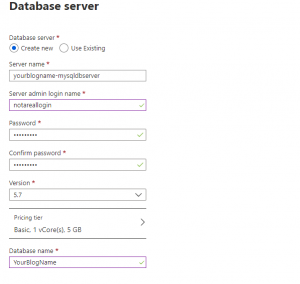 Database server
Database server *
Create new Use Existing
Server name *
yourblogname-mysqldbserver
Server admin login name *
notareallogin
Password *
•••••••••
Confirm password *
•••••••••
Version *
5.7
Pricing tier
Basic, 1 vCore(s), 5 GB
Database name *
YourBlogName